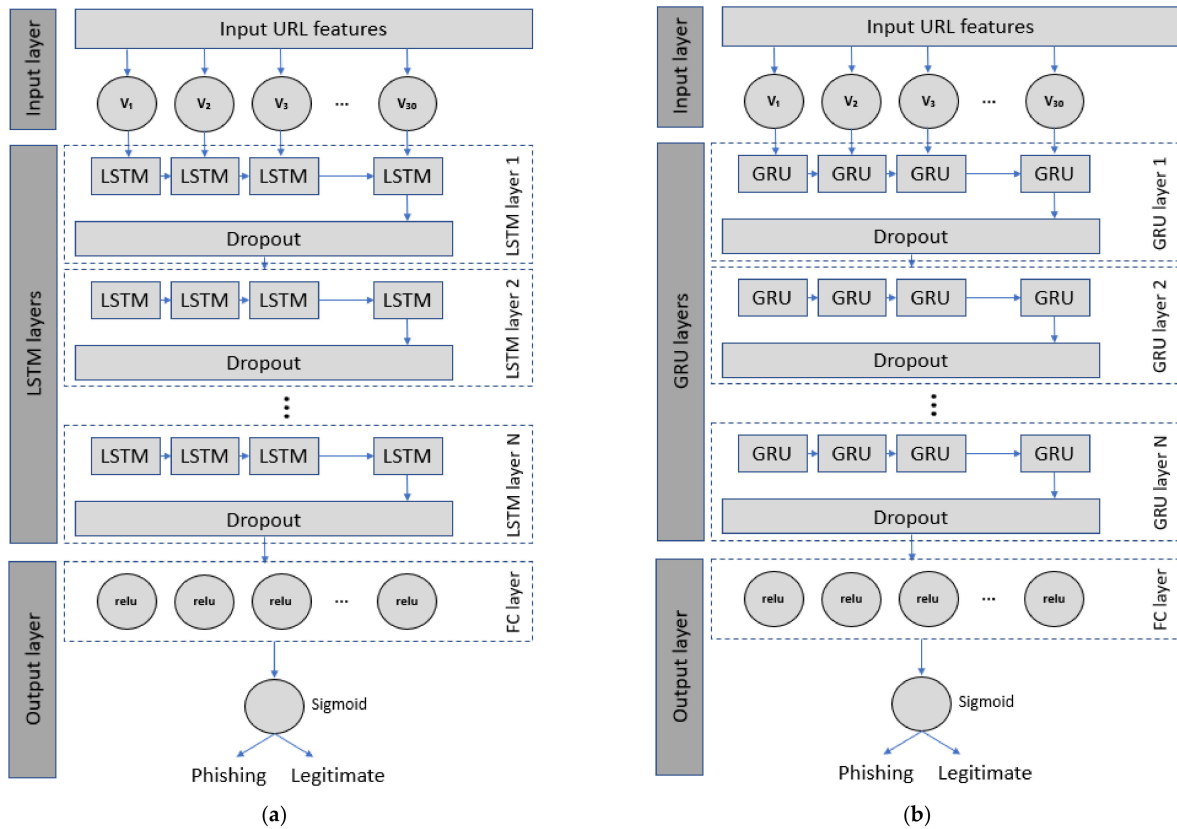 Input layer
Input URL features
V₁ V₂ V₃ ... V₃₀
LSTM layers
LSTM LSTM LSTM LSTM
Dropout
LSTM layer 1
LSTM LSTM LSTM LSTM
Dropout
LSTM layer 2
...
LSTM LSTM LSTM LSTM
Dropout
LSTM layer N
Output layer
relu relu relu ... relu
FC layer
Sigmoid
Phishing Legitimate
(a)
Input layer
Input URL features
V₁ V₂ V₃ ... V₃₀
GRU layers
GRU GRU GRU GRU
Dropout
GRU layer 1
GRU GRU GRU GRU
Dropout
GRU layer 2
...
GRU GRU GRU GRU
Dropout
GRU layer N
Output layer
relu relu relu ... relu
FC layer
Sigmoid
Phishing Legitimate
(b)